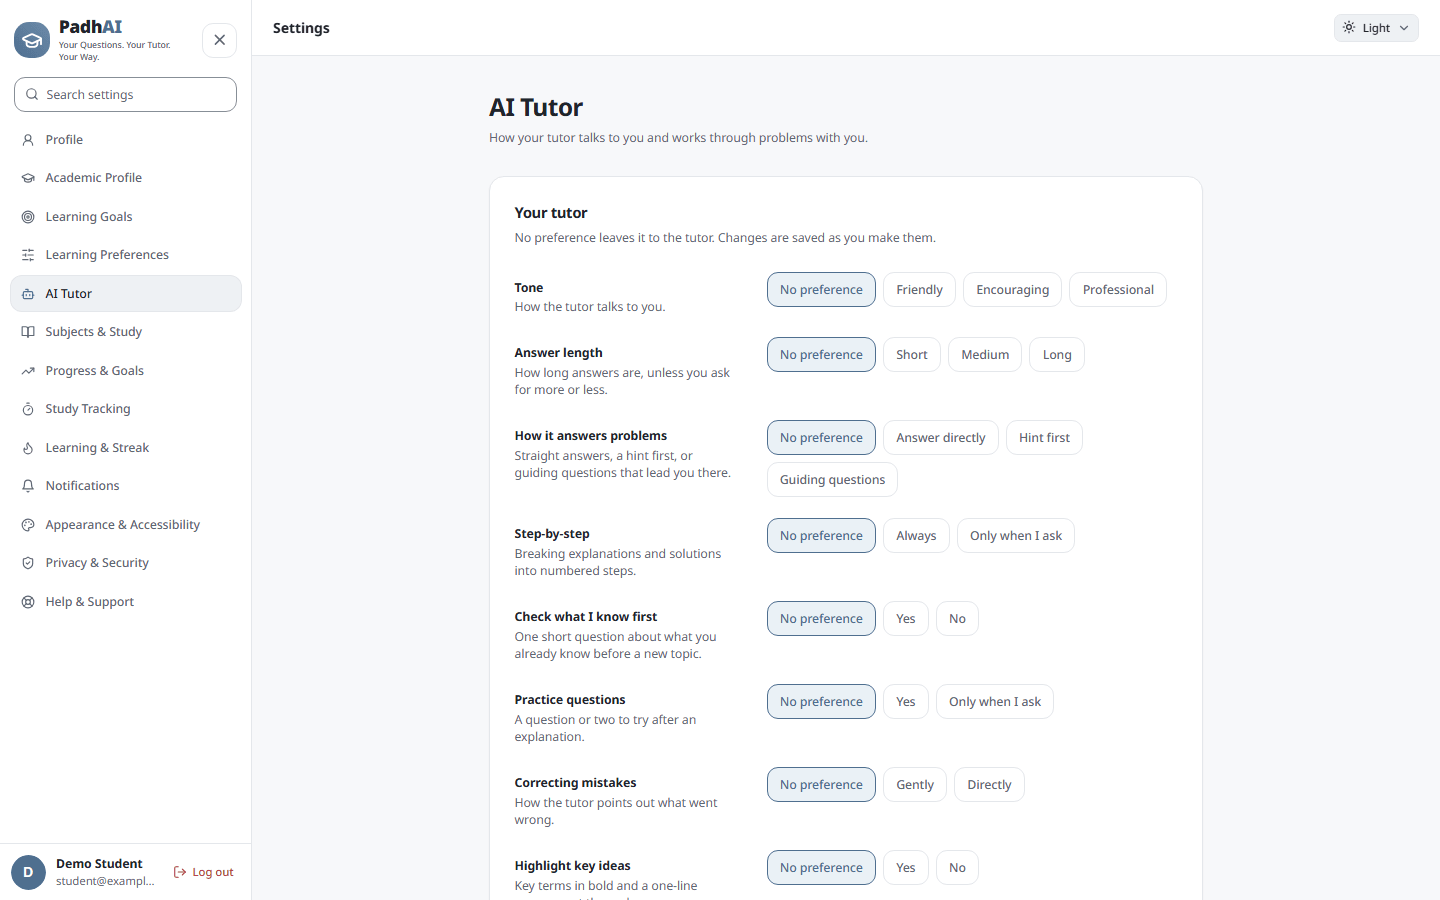 PadhAI
Your Questions. Your Tutor.
Your Way.
Search settings
Profile
Academic Profile
Learning Goals
Learning Preferences
AI Tutor
Subjects & Study
Progress & Goals
Study Tracking
Learning & Streak
Notifications
Appearance & Accessibility
Privacy & Security
Help & Support
D
Demo Student
student@exampl...
Log out
Settings
Light
AI Tutor
How your tutor talks to you and works through problems with you.
Your tutor
No preference leaves it to the tutor. Changes are saved as you make them.
Tone
How the tutor talks to you.
No preference Friendly Encouraging Professional
Answer length
How long answers are, unless you ask
for more or less.
No preference Short Medium Long
How it answers problems
Straight answers, a hint first, or
guiding questions that lead you there.
No preference Answer directly Hint first
Guiding questions
Step-by-step
Breaking explanations and solutions
into numbered steps.
No preference Always Only when I ask
Check what I know first
One short question about what you
already know before a new topic.
No preference Yes No
Practice questions
A question or two to try after an
explanation.
No preference Yes Only when I ask
Correcting mistakes
How the tutor points out what went
wrong.
No preference Gently Directly
Highlight key ideas
Key terms in bold and a one-line
No preference Yes No